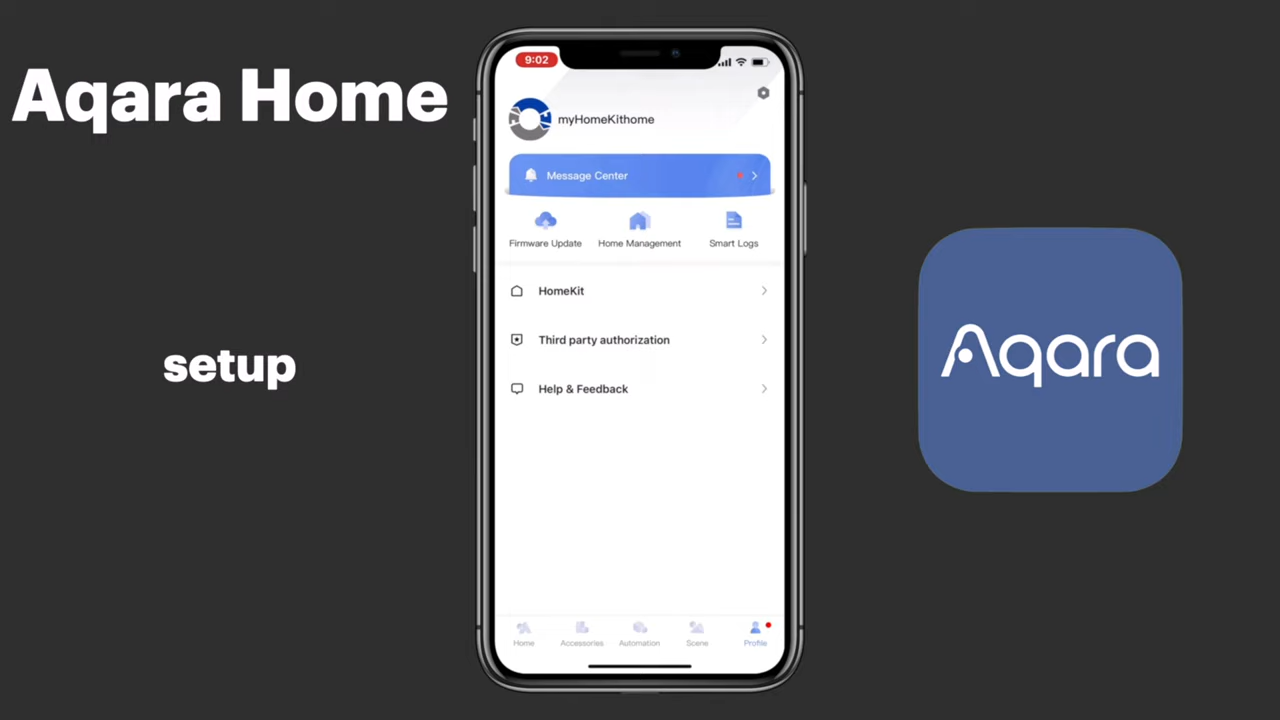 Aqara Home
setup
9:02
myHomeKithome
Message Center
Firmware Update
Home Management
Smart Logs
HomeKit
Third party authorization
Help & Feedback
Home
Accessories
Automation
Scene
Profile
Aqara